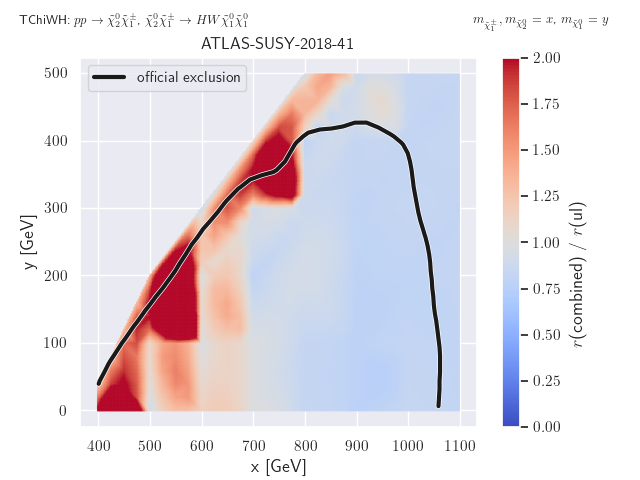 TChiWH: $pp \to \tilde{\chi}_2^0 \tilde{\chi}_1^{\pm}$, $\tilde{\chi}_2^0 \tilde{\chi}_1^{\pm} \to HW \tilde{\chi}_1^0 \tilde{\chi}_1^0$ $m_{\tilde{\chi}_1^{\pm}}, m_{\tilde{\chi}_2^0} = x, m_{\tilde{\chi}_1^0} = y$
ATLAS-SUSY-2018-41
official exclusion
y [GeV]
500
400
300
200
100
0
400 500 600 700 800 900 1000 1100
x [GeV]
2.00
1.75
1.50
1.25
1.00
0.75
0.50
0.25
0.00
r(combined) / r(ul)